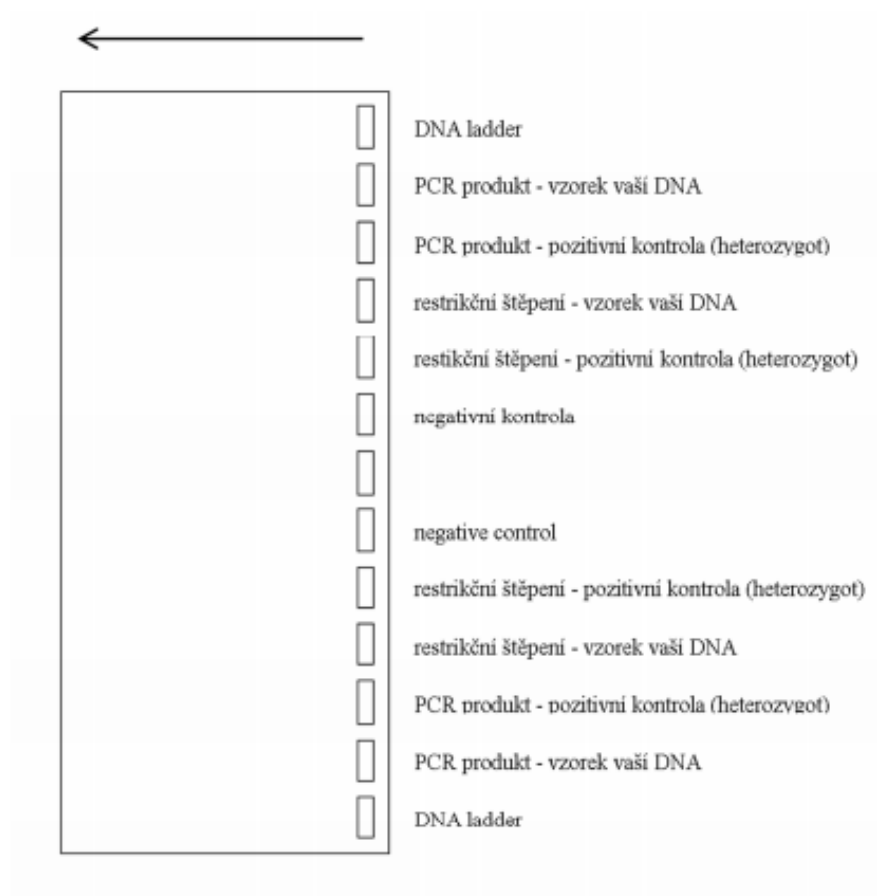 DNA ladder
PCR produkt - vzorek vaší DNA
PCR produkt - pozitivní kontrola (heterozygot)
restrikční štěpení - vzorek vaší DNA
restikční štěpení - pozitivní kontrola (heterozygot)
negativní kontrola
negative control
restrikční štěpení - pozitivní kontrola (heterozygot)
restrikční štěpení - vzorek vaší DNA
PCR produkt - pozitivní kontrola (heterozygot)
PCR produkt - vzorek vaší DNA
DNA ladder